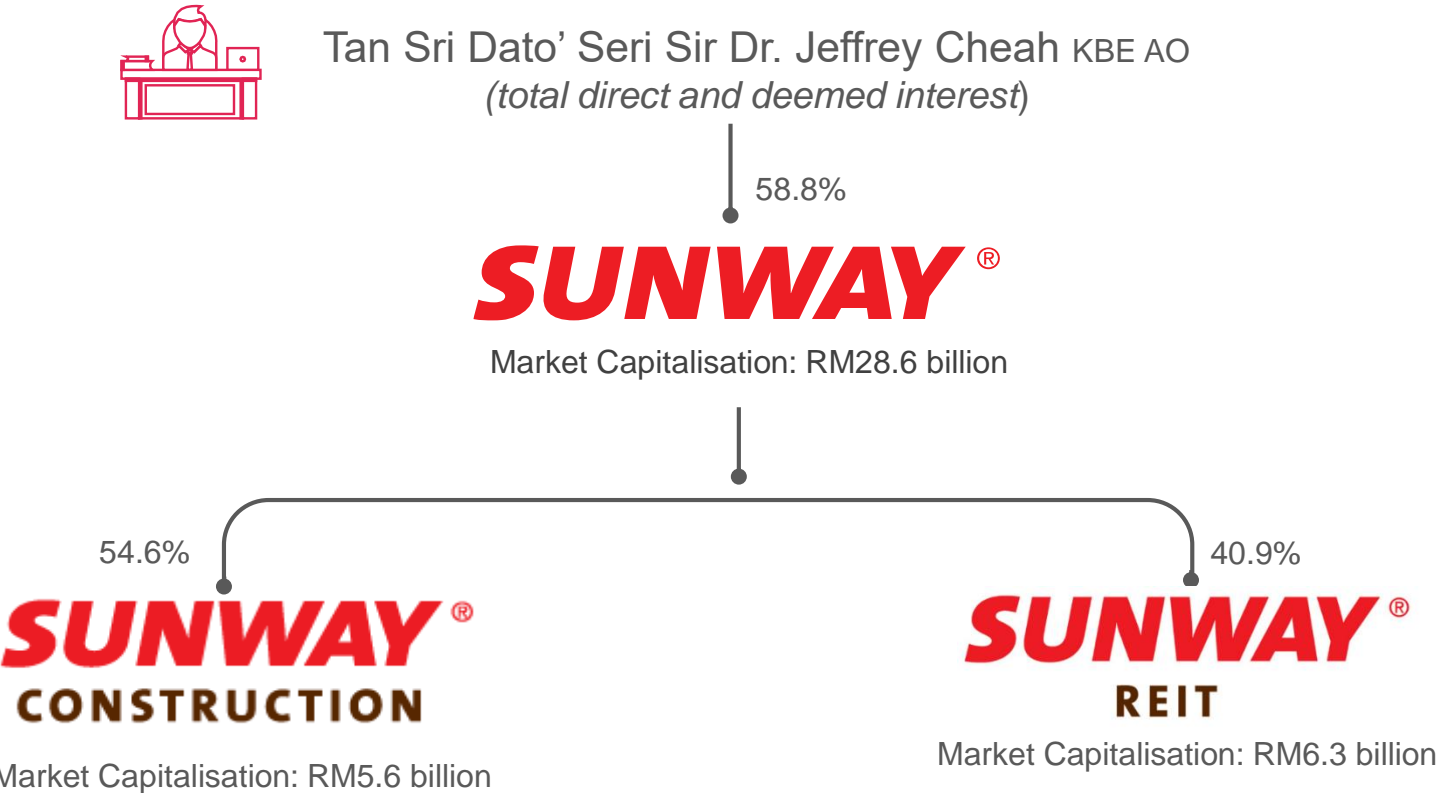 Tan Sri Dato’ Seri Sir Dr. Jeffrey Cheah KBE AO
(total direct and deemed interest)
58.8%
SUNWAY®
Market Capitalisation: RM28.6 billion
54.6%
40.9%
SUNWAY®
CONSTRUCTION
Market Capitalisation: RM5.6 billion
SUNWAY®
REIT
Market Capitalisation: RM6.3 billion